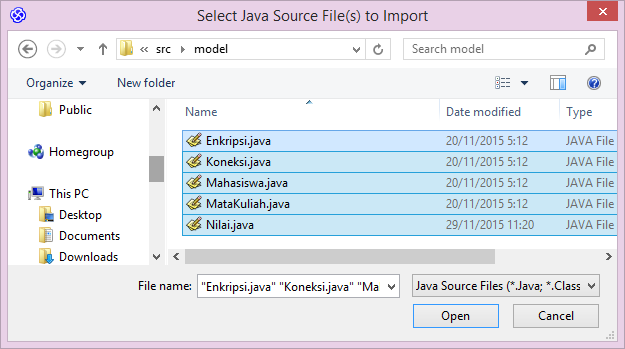 Select Java Source File(s) to Import
« src model
Search model
Organize New folder
Name Date modified Type
Public
Homegroup
This PC
Desktop
Documents
Downloads
Enkripsi.java 20/11/2015 5:12 JAVA File
Koneksi.java 20/11/2015 5:12 JAVA File
Mahasiswa.java 20/11/2015 5:12 JAVA File
MataKuliah.java 20/11/2015 5:12 JAVA File
Nilai.java 29/11/2015 11:20 JAVA File
File name: "Enkripsi.java" "Koneksi.java" "Ma Java Source Files (*.Java; *.Class
Open Cancel